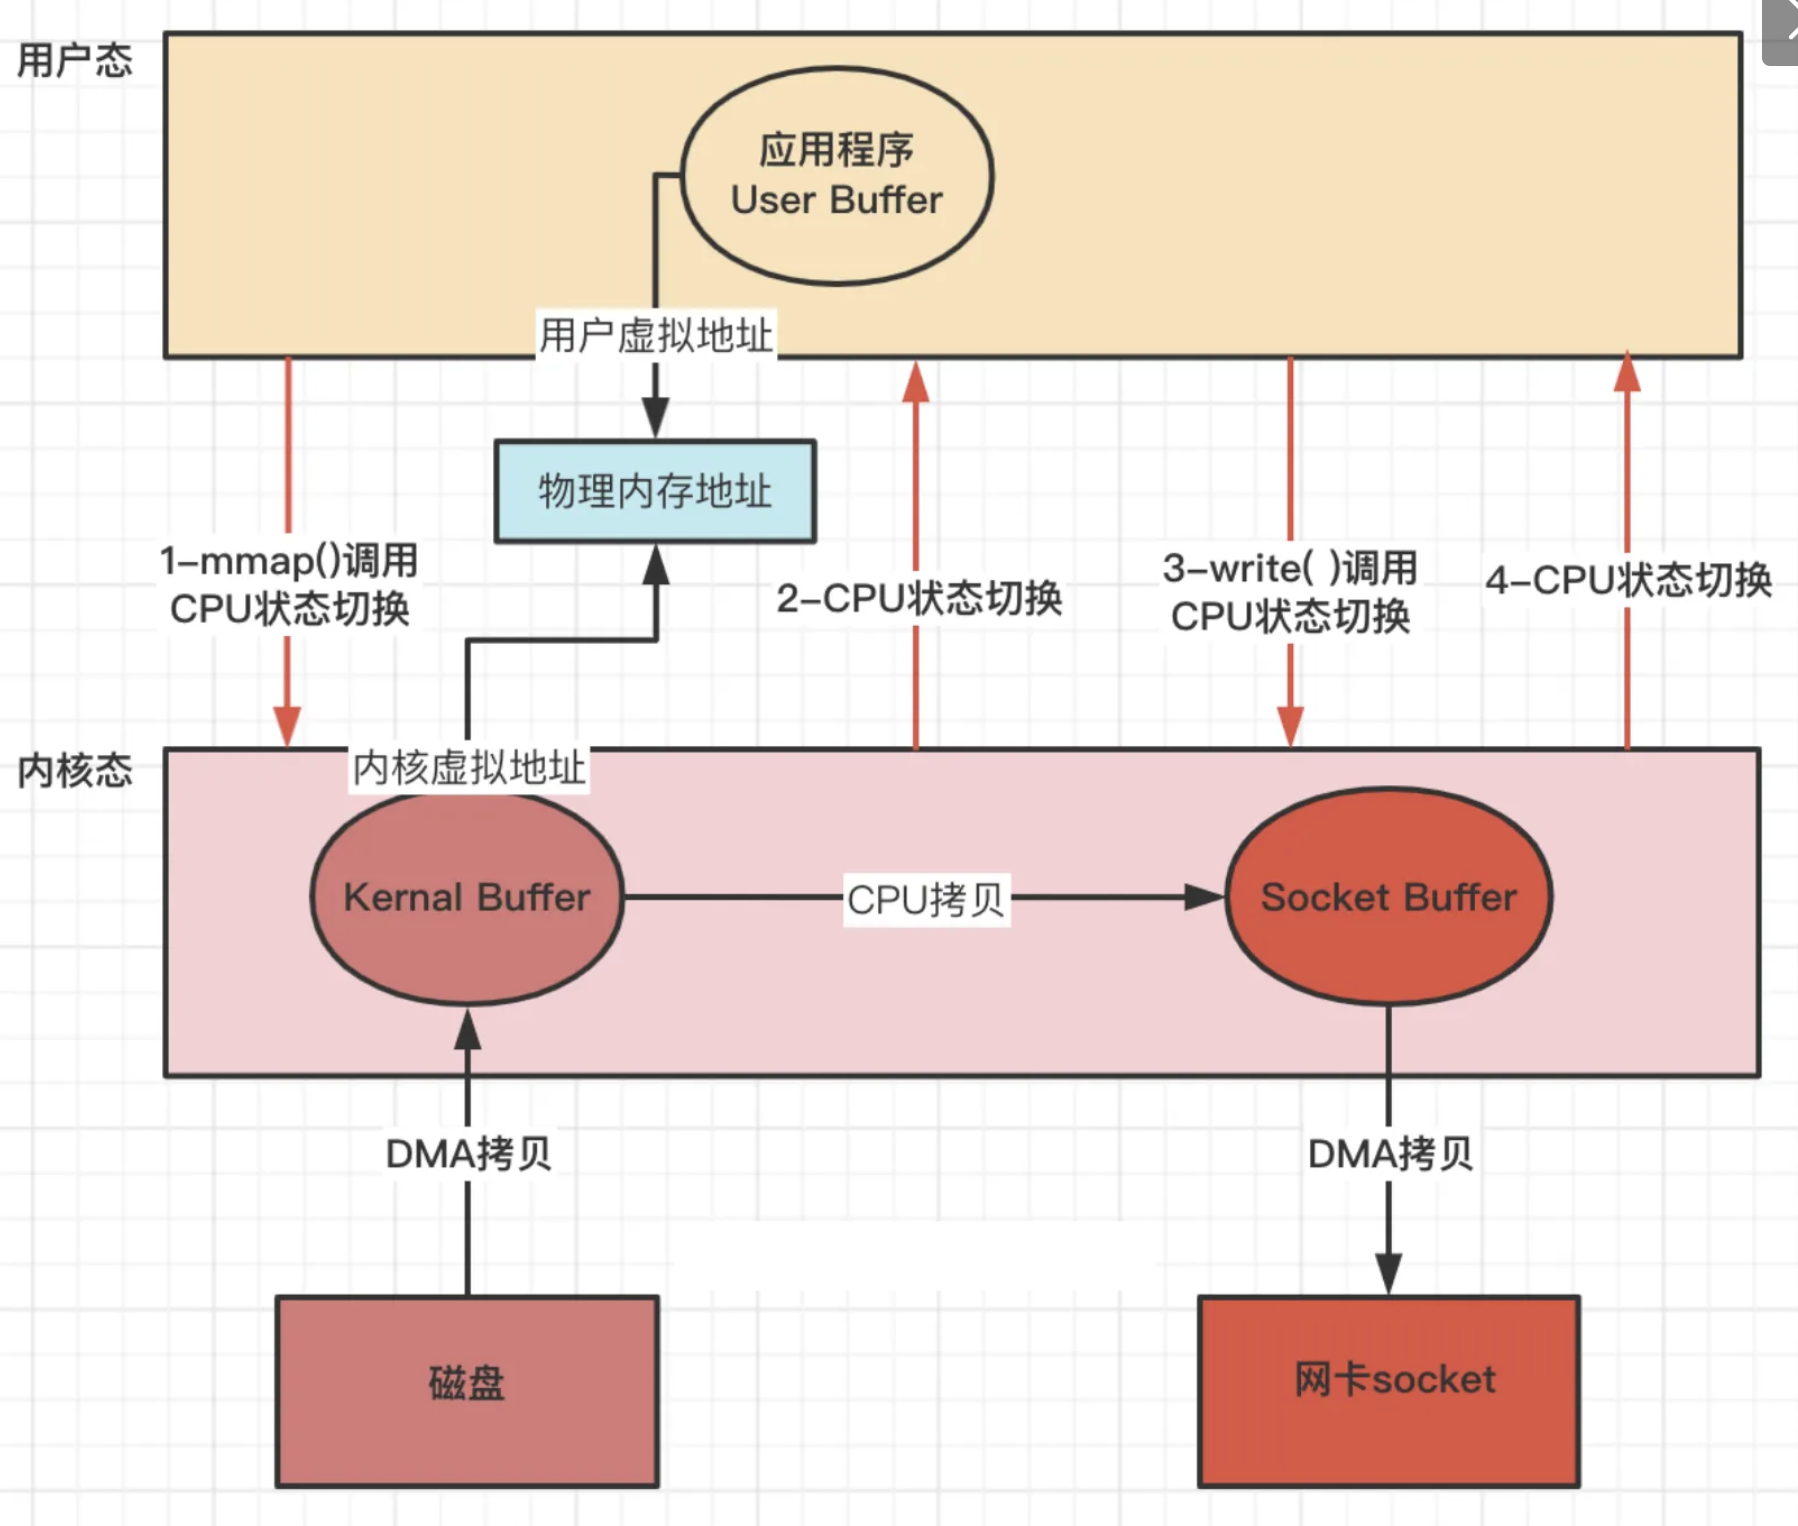 用户态
应用程序
User Buffer
用户虚拟地址
物理内存地址
1-mmap()调用
CPU状态切换
2-CPU状态切换
3-write( )调用
CPU状态切换
4-CPU状态切换
内核态
内核虚拟地址
Kernal Buffer
CPU拷贝
Socket Buffer
DMA拷贝
DMA拷贝
磁盘
网卡socket